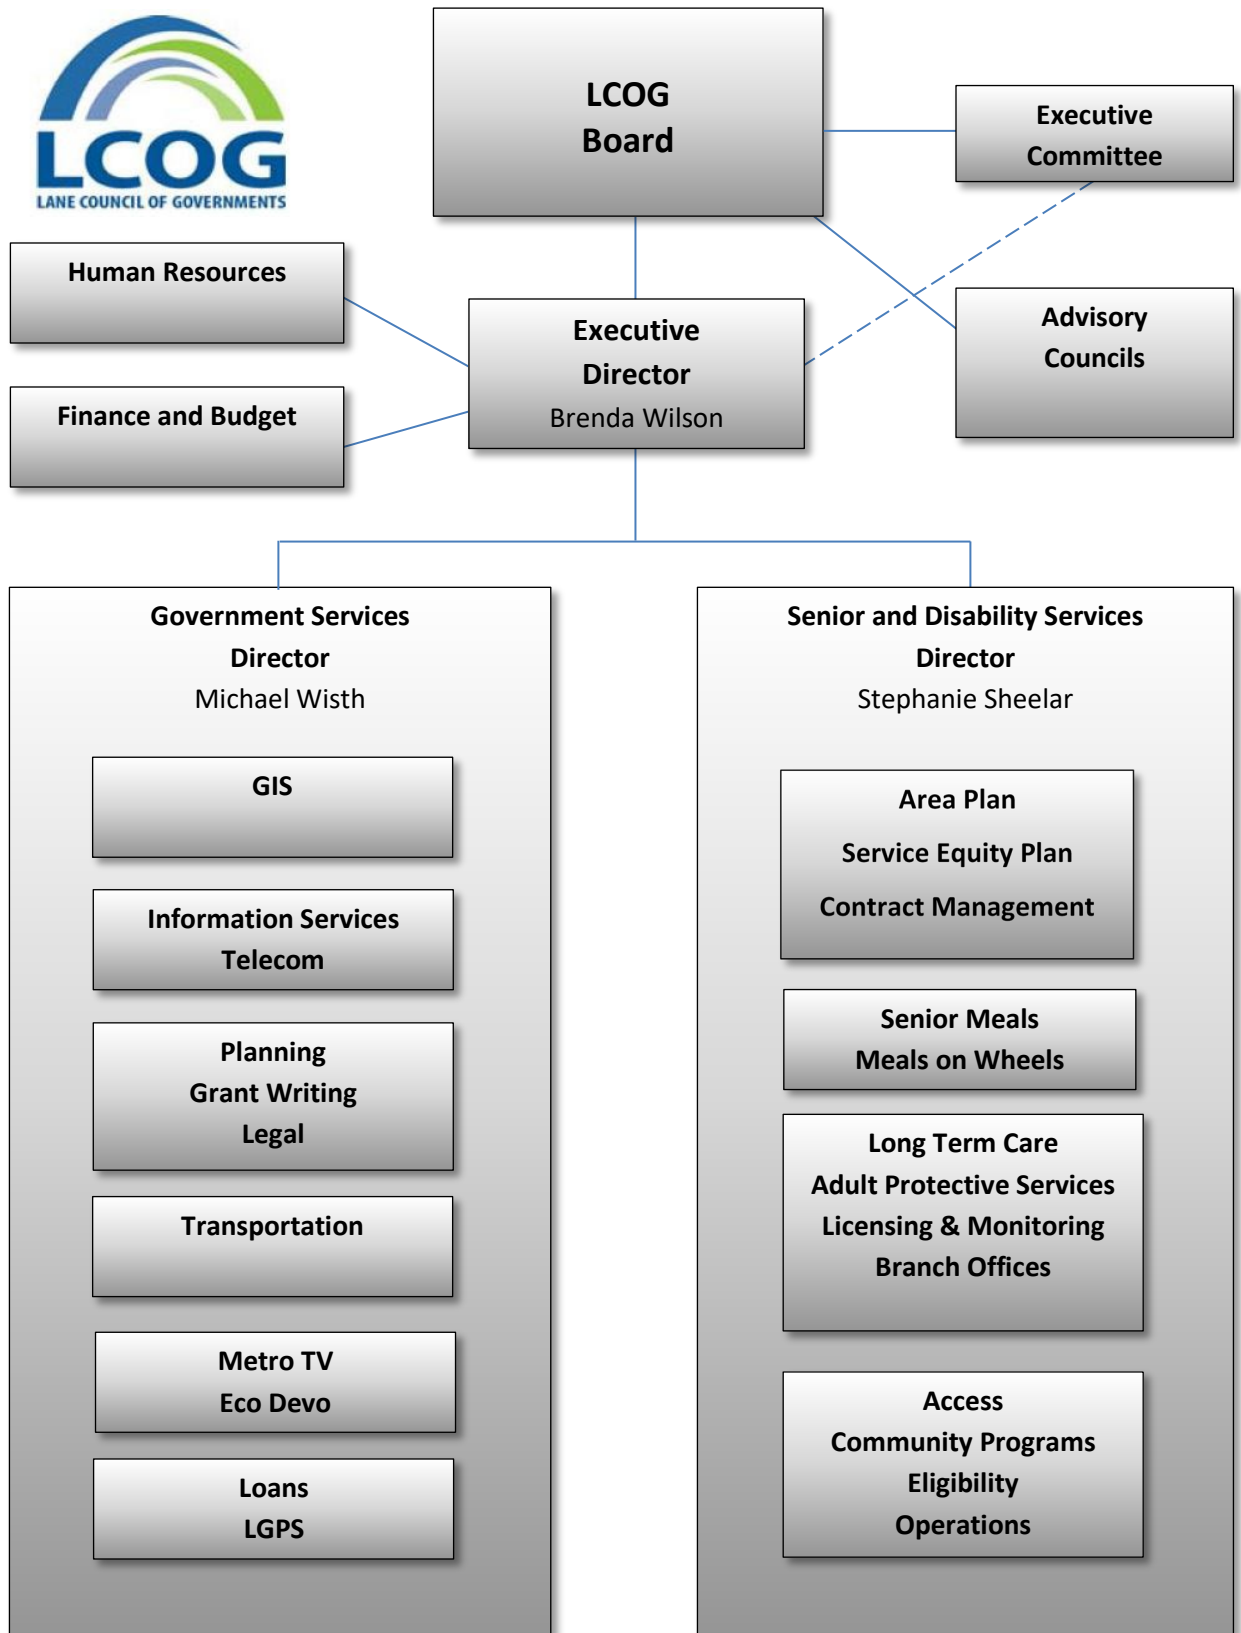 LCOG
LANE COUNCIL OF GOVERNMENTS
LCOG
Board
Executive
Committee
Human Resources
Executive
Director
Brenda Wilson
Advisory
Councils
Finance and Budget
Government Services
Director
Michael Wisth
GIS
Information Services
Telecom
Planning
Grant Writing
Legal
Transportation
Metro TV
Eco Devo
Loans
LGPS
Senior and Disability Services
Director
Stephanie Sheelar
Area Plan
Service Equity Plan
Contract Management
Senior Meals
Meals on Wheels
Long Term Care
Adult Protective Services
Licensing & Monitoring
Branch Offices
Access
Community Programs
Eligibility
Operations